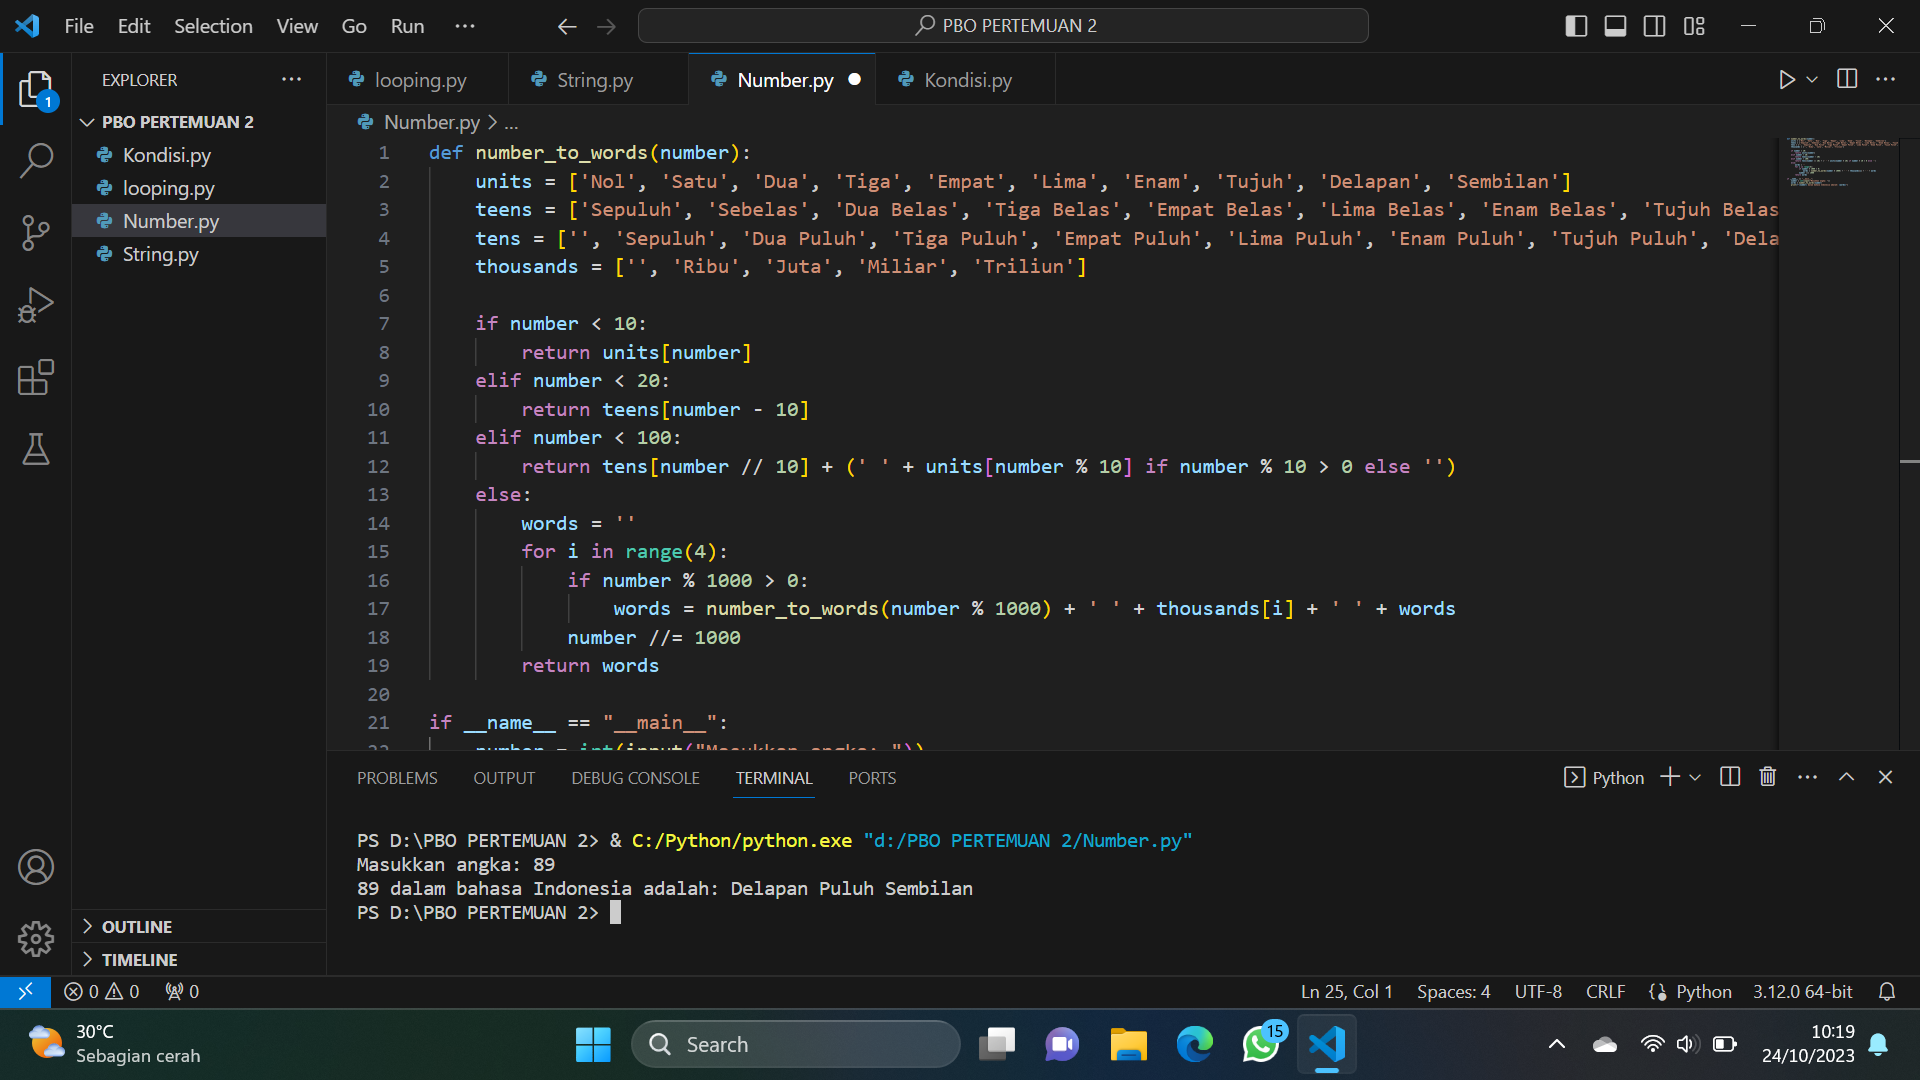 File Edit Selection View Go Run ··· PBO PERTEMUAN 2
EXPLORER ···
PBO PERTEMUAN 2
Kondisi.py
looping.py
Number.py
String.py
OUTLINE
TIMELINE
1
looping.py String.py Number.py Kondisi.py
Number.py > ...
1 def number_to_words(number):
2 units = ['Nol', 'Satu', 'Dua', 'Tiga', 'Empat', 'Lima', 'Enam', 'Tujuh', 'Delapan', 'Sembilan']
3 teens = ['Sepuluh', 'Sebelas', 'Dua Belas', 'Tiga Belas', 'Empat Belas', 'Lima Belas', 'Enam Belas', 'Tujuh Belas
4 tens = ['', 'Sepuluh', 'Dua Puluh', 'Tiga Puluh', 'Empat Puluh', 'Lima Puluh', 'Enam Puluh', 'Tujuh Puluh', 'Dela
5 thousands = ['', 'Ribu', 'Juta', 'Miliar', 'Triliun']
6
7 if number < 10:
8 return units[number]
9 elif number < 20:
10 return teens[number - 10]
11 elif number < 100:
12 return tens[number // 10] + (' ' + units[number % 10] if number % 10 > 0 else '')
13 else:
14 words = ''
15 for i in range(4):
16 if number % 1000 > 0:
17 words = number_to_words(number % 1000) + ' ' + thousands[i] + ' ' + words
18 number //= 1000
19 return words
20
21 if __name__ == "__main__":
22 number = int(input("Masukkan angka: "))
PROBLEMS OUTPUT DEBUG CONSOLE TERMINAL PORTS Python
PS D:\PBO PERTEMUAN 2> & C:/Python/python.exe "d:/PBO PERTEMUAN 2/Number.py"
Masukkan angka: 89
89 dalam bahasa Indonesia adalah: Delapan Puluh Sembilan
PS D:\PBO PERTEMUAN 2>
0 0 0 Ln 25, Col 1 Spaces: 4 UTF-8 CRLF Python 3.12.0 64-bit
30°C
Sebagian cerah
Search
15
10:19
24/10/2023